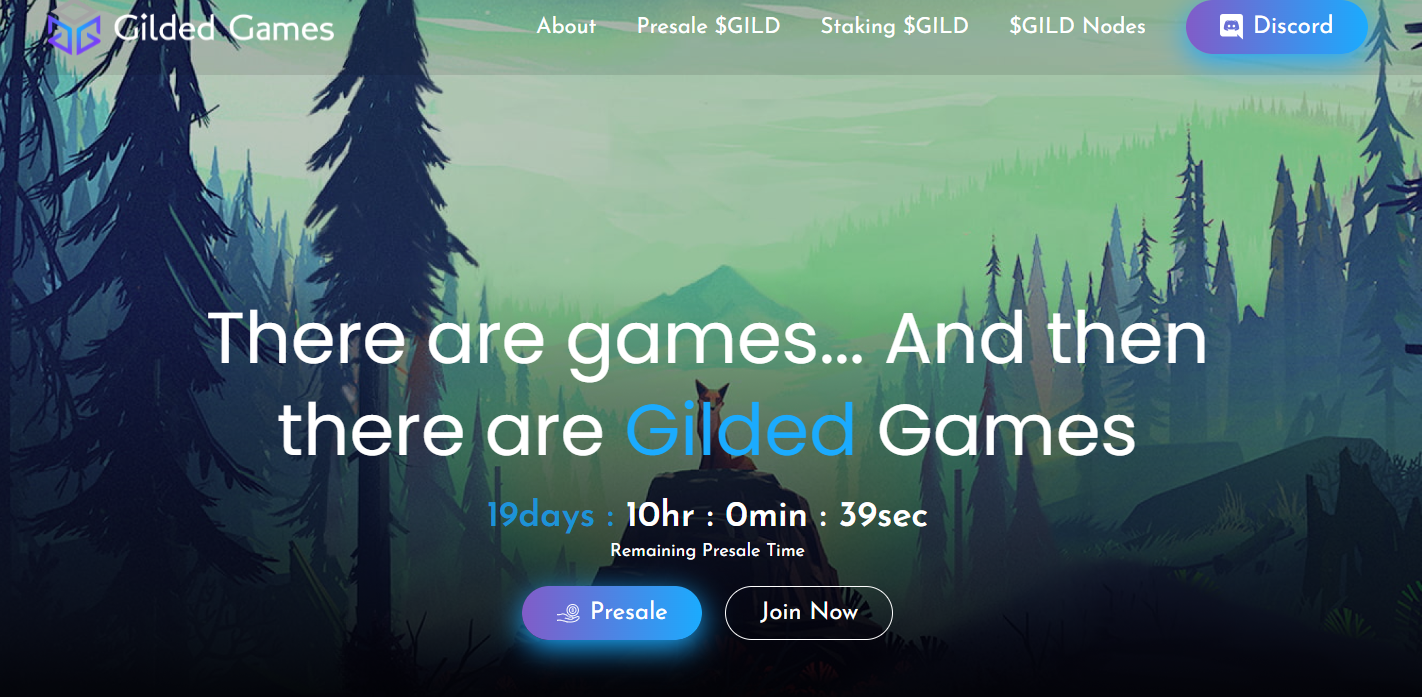 Gilded Games
About
Presale $GILD
Staking $GILD
$GILD Nodes
Discord
There are games... And then
there are Gilded Games
19days : 10hr : 0min : 39sec
Remaining Presale Time
Presale
Join Now